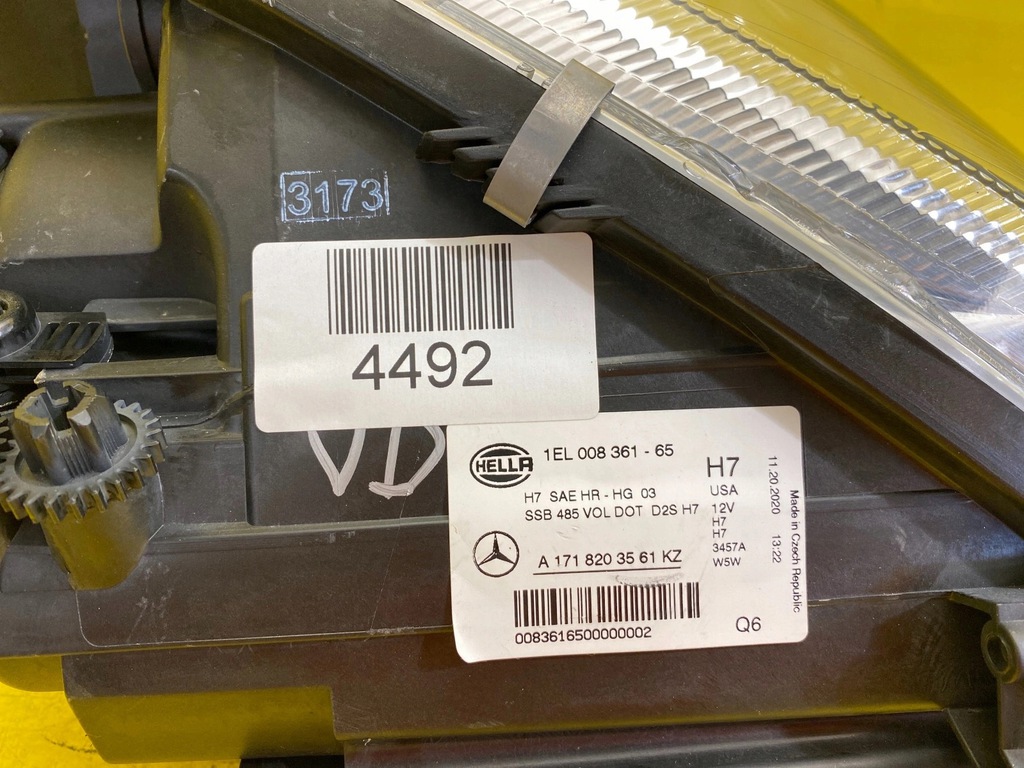 3173
4492
VD
HELLA
1EL 008 361 - 65
H7 SAE HR - HG 03
SSB 485 VOL DOT D2S H7
A 171 820 35 61 KZ
0083616500000002
H7
USA
12V
H7
H7
3457A
W5W
Q6
11.20.2020 13:22
Made in Czech Republic